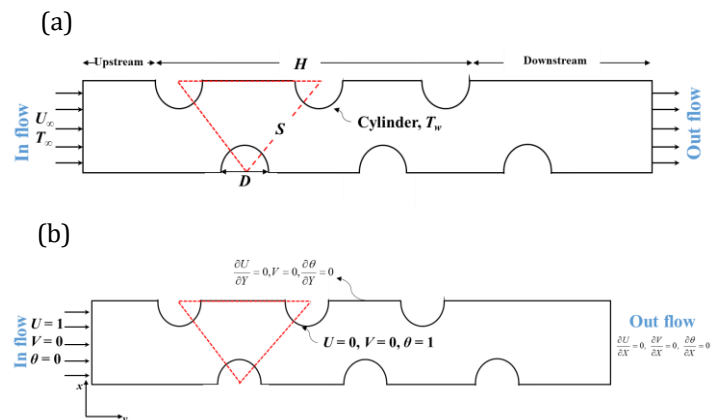 (a)
Upstream
H
Downstream
In flow
U∞
T∞
S
Cylinder, T_w
D
Out flow
(b)
∂U/∂Y = 0, V = 0, ∂θ/∂Y = 0
In flow
U = 1
V = 0
θ = 0
U = 0, V = 0, θ = 1
Out flow
∂U/∂X = 0, ∂V/∂X = 0, ∂θ/∂X = 0
x
y